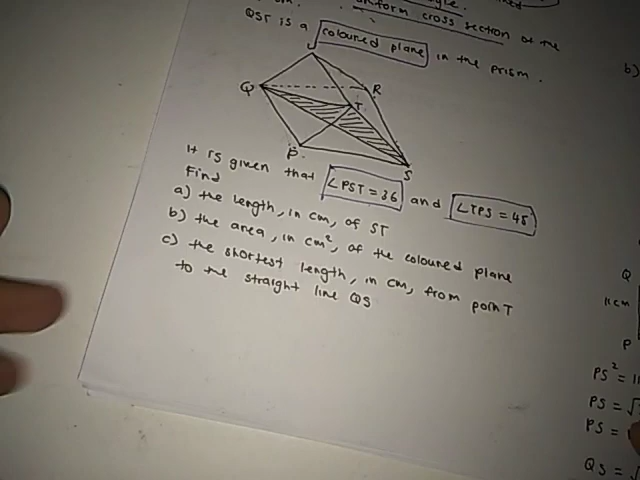 uniform cross section of the
QST is a coloured plane in the prism.
b)
Q
R
T
P
S
It is given that ∠PST = 36 and ∠TPS = 45
Find
a) the length, in cm, of ST
b) the area, in cm², of the coloured plane
c) the shortest length, in cm, from point T
to the straight line QS
Q
11cm
P
PS² = 11
PS = √
PS =
QS = √